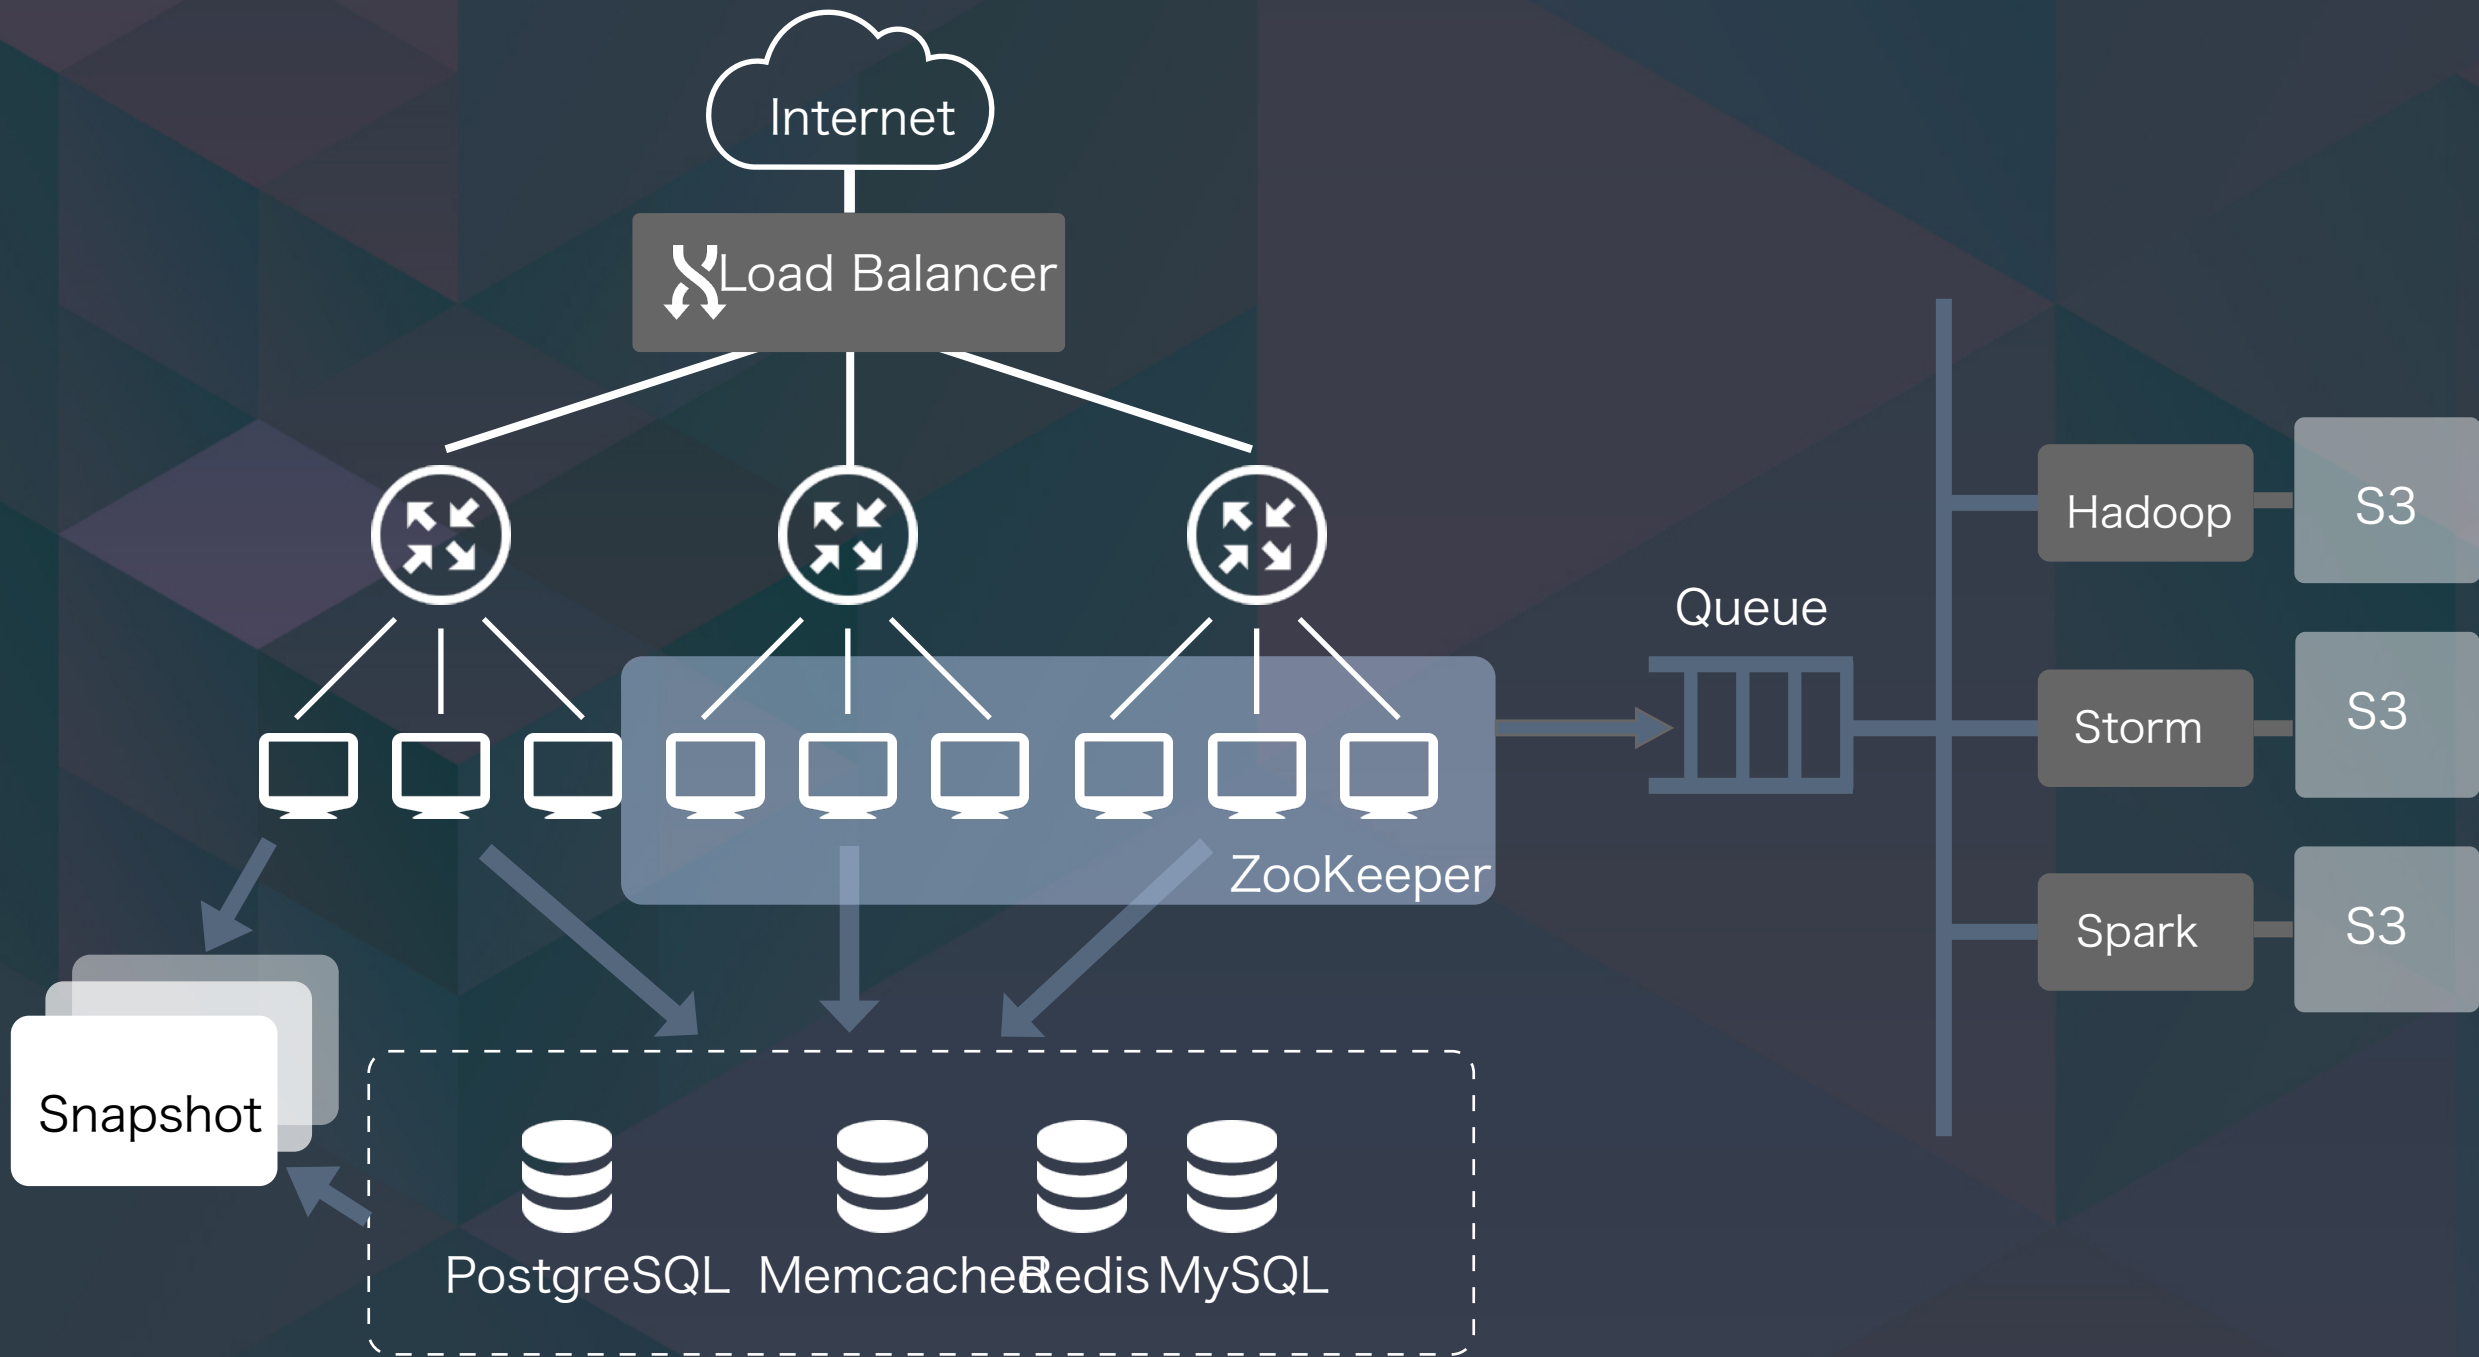 Internet
Load Balancer
Hadoop
S3
Queue
Storm
S3
ZooKeeper
Spark
S3
Snapshot
PostgreSQL
Memcached
Redis
MySQL